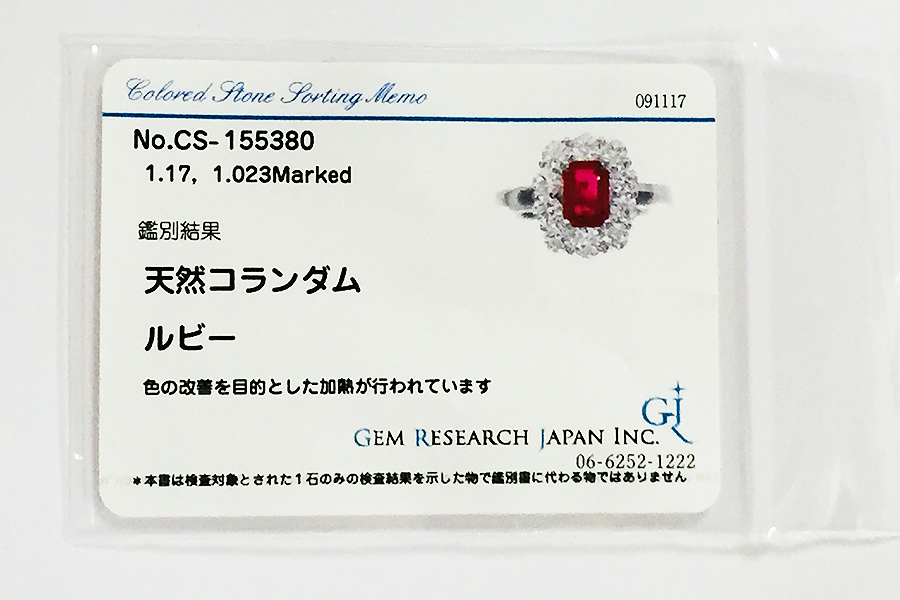 Colored Stone Sorting Memo
091117
No.CS-155380
1.17, 1.023Marked
鑑別結果
天然コランダム
ルビー
色の改善を目的とした加熱が行われています
GJ
GEM RESEARCH JAPAN INC.
06-6252-1222
*本書は検査対象とされた1石のみの検査結果を示した物で鑑別書に代わる物ではありません